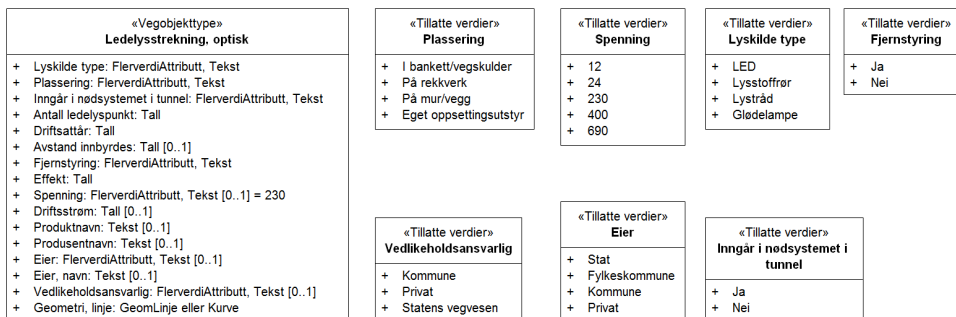 «Vegobjekttype»
Ledelysstrekning, optisk
+ Lyskilde type: FlerverdiAttributt, Tekst
+ Plassering: FlerverdiAttributt, Tekst
+ Inngår i nødsystemet i tunnel: FlerverdiAttributt, Tekst
+ Antall ledelyspunkt: Tall
+ Driftsattår: Tall
+ Avstand innbyrdes: Tall [0..1]
+ Fjernstyring: FlerverdiAttributt, Tekst
+ Effekt: Tall
+ Spenning: FlerverdiAttributt, Tekst [0..1] = 230
+ Driftsstrøm: Tall [0..1]
+ Produktnavn: Tekst [0..1]
+ Produsentnavn: Tekst [0..1]
+ Eier: FlerverdiAttributt, Tekst [0..1]
+ Eier, navn: Tekst [0..1]
+ Vedlikeholdsansvarlig: FlerverdiAttributt, Tekst [0..1]
+ Geometri, linje: GeomLinje eller Kurve
«Tillatte verdier»
Plassering
+ I bankett/vegskulder
+ På rekkverk
+ På mur/vegg
+ Eget oppsettingsutstyr
«Tillatte verdier»
Spenning
+ 12
+ 24
+ 230
+ 400
+ 690
«Tillatte verdier»
Lyskilde type
+ LED
+ Lysstoffrør
+ Lystråd
+ Glødelampe
«Tillatte verdier»
Fjernstyring
+ Ja
+ Nei
«Tillatte verdier»
Vedlikeholdsansvarlig
+ Kommune
+ Privat
+ Statens vegvesen
«Tillatte verdier»
Eier
+ Stat
+ Fylkeskommune
+ Kommune
+ Privat
«Tillatte verdier»
Inngår i nødsystemet i
tunnel
+ Ja
+ Nei